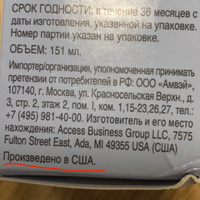 СРОК ГОДНОСТИ: в течение 36 месяцев с
даты изготовления, указанной на упаковке.
Номер партии указан на упаковке.
ОБЪЕМ: 151 мл.
Импортер/организация, уполномоченная принимать
претензии от потребителей в РФ: ООО «Амвэй»,
107140, г. Москва, ул. Красносельская Верхн., д.
3, стр. 2, этаж 2, пом. I, ком. 1,15-23,26,27, тел.:
+7 (495) 981-40-00. Изготовитель и его место
нахождения: Access Business Group LLC, 7575
Fulton Street East, Ada, MI 49355 USA (США)
Произведено в США.